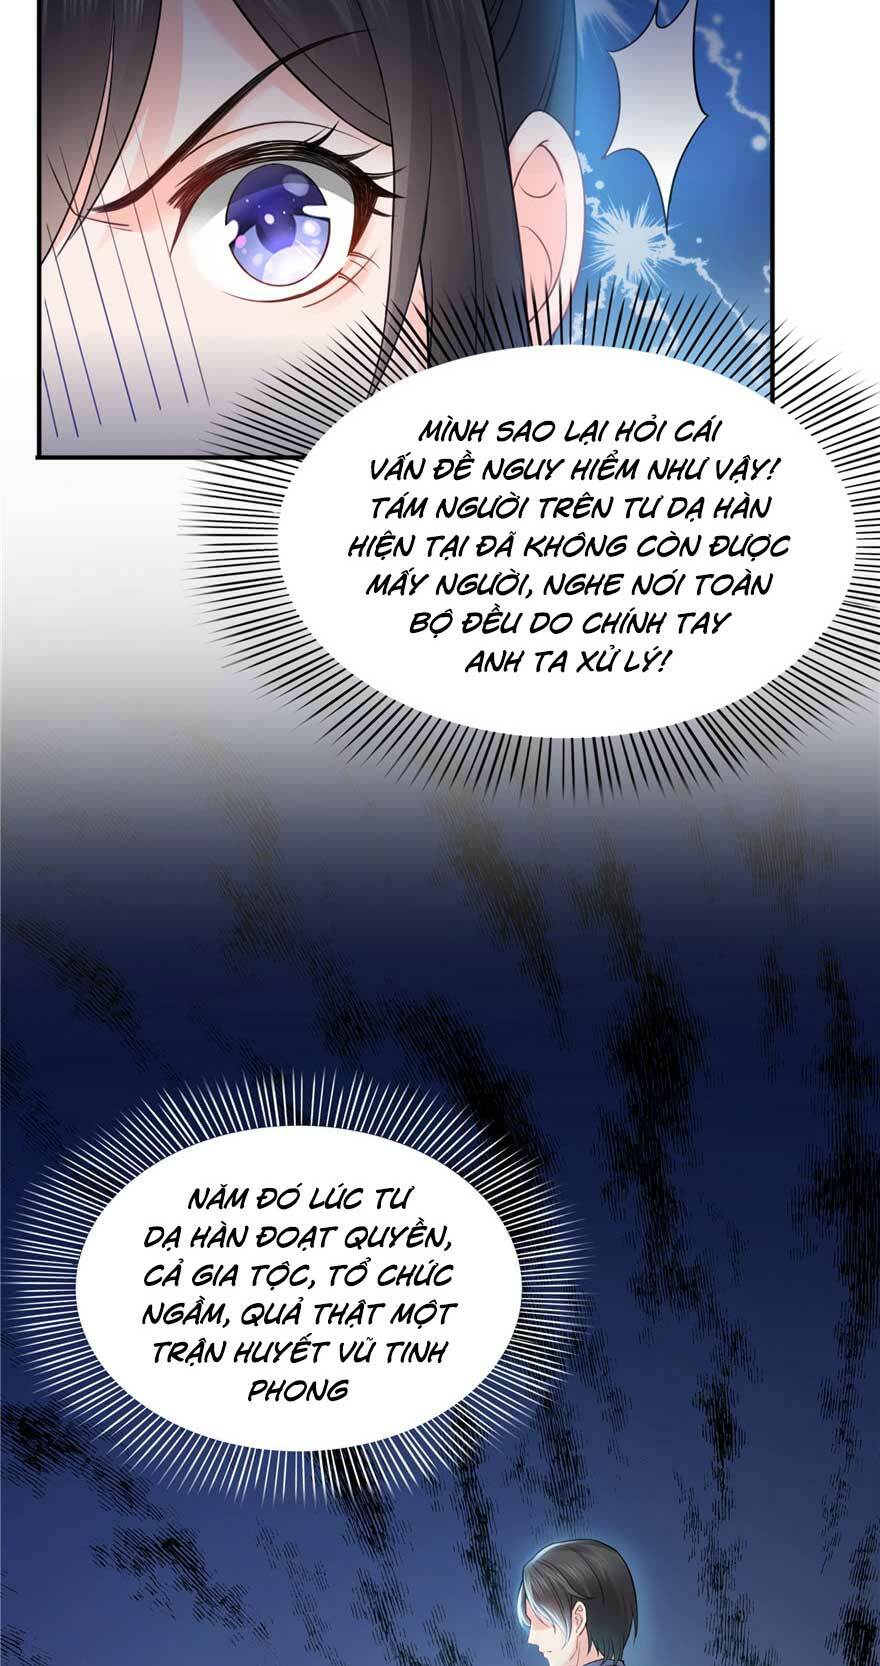 MÌNH SAO LẠI HỎI CÁI
VẤN ĐỀ NGUY HIỂM NHƯ VẬY!
TÁM NGƯỜI TRÊN TƯ DẠ HÀN
HIỆN TẠI ĐÃ KHÔNG CÒN ĐƯỢC
MẤY NGƯỜI, NGHE NÓI TOÀN
BỘ ĐỀU DO CHÍNH TAY
ANH TA XỬ LÝ!
NĂM ĐÓ LÚC TƯ
DẠ HÀN ĐOẠT QUYỀN,
CẢ GIA TỘC, TỔ CHỨC
NGẦM, QUẢ THẬT MỘT
TRẬN HUYẾT VŨ TINH
PHONG